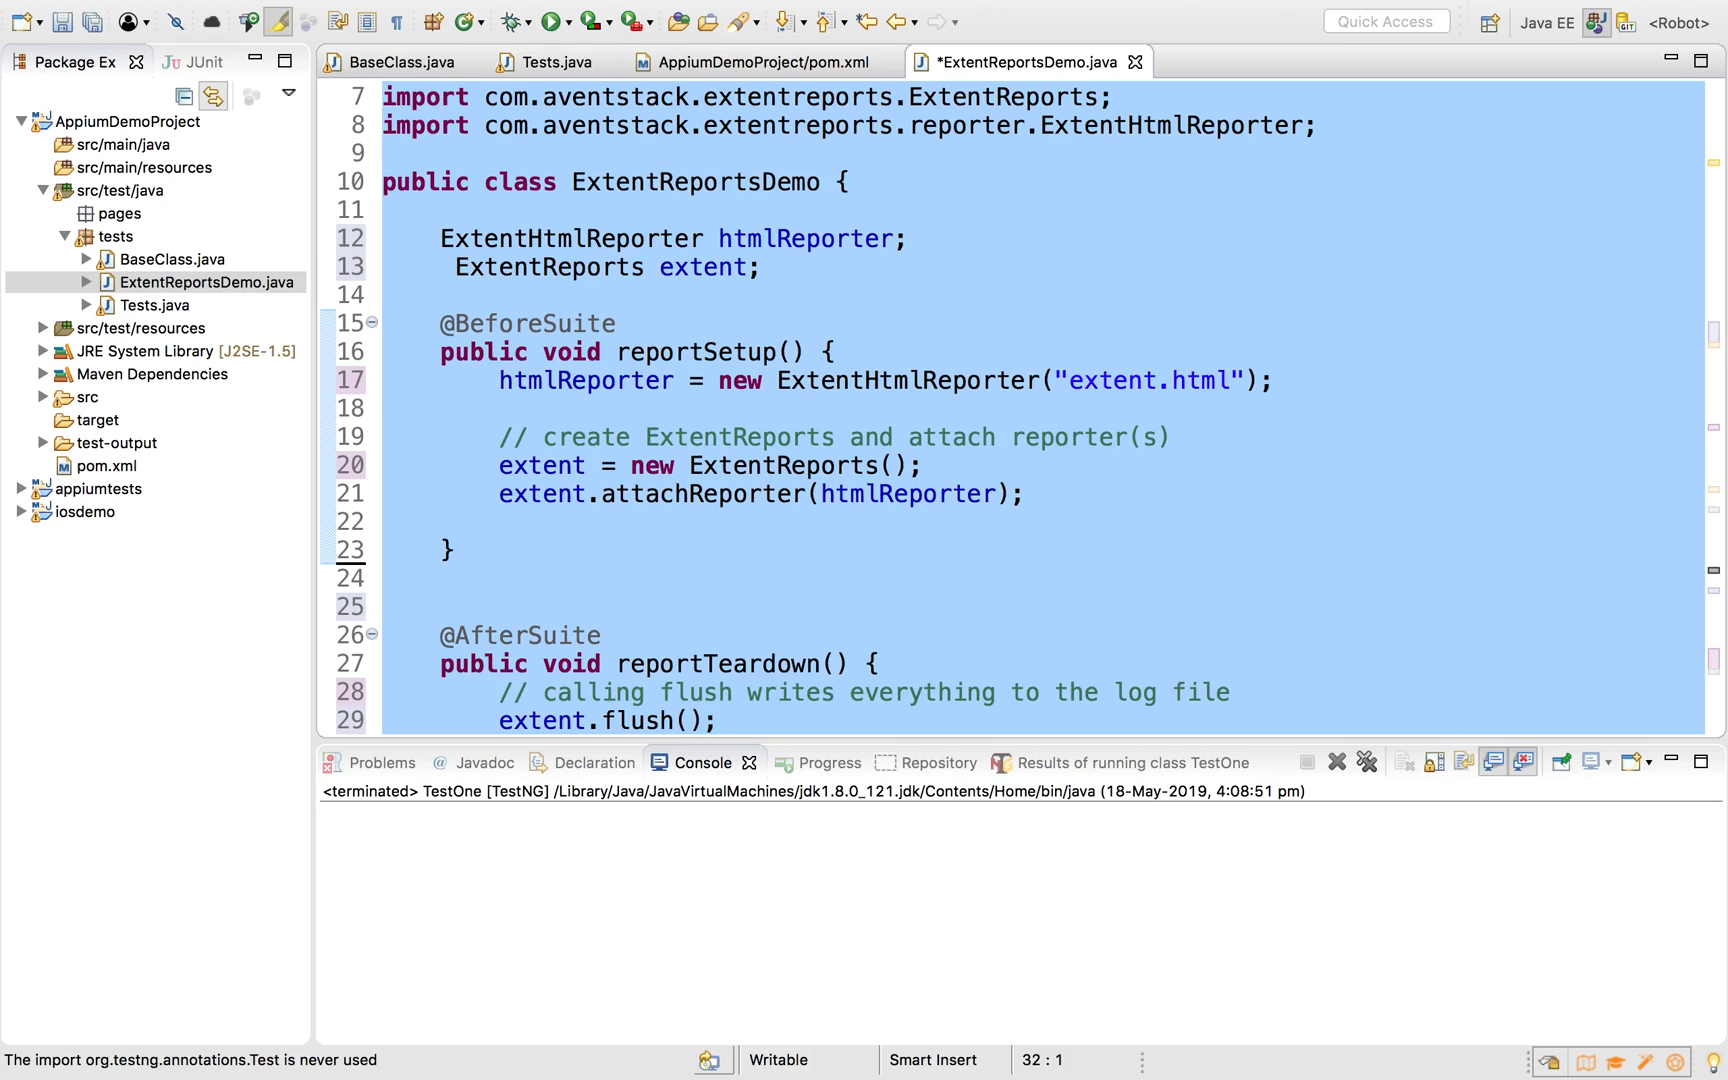 Quick Access
Java EE
<Robot>
Package Ex
JUnit
BaseClass.java
Tests.java
AppiumDemoProject/pom.xml
*ExtentReportsDemo.java
AppiumDemoProject
src/main/java
src/main/resources
src/test/java
pages
tests
BaseClass.java
ExtentReportsDemo.java
Tests.java
src/test/resources
JRE System Library [J2SE-1.5]
Maven Dependencies
src
target
test-output
pom.xml
appiumtests
iosdemo
7 import com.aventstack.extentreports.ExtentReports;
8 import com.aventstack.extentreports.reporter.ExtentHtmlReporter;
9
10 public class ExtentReportsDemo {
11
12 ExtentHtmlReporter htmlReporter;
13 ExtentReports extent;
14
15 @BeforeSuite
16 public void reportSetup() {
17 htmlReporter = new ExtentHtmlReporter("extent.html");
18
19 // create ExtentReports and attach reporter(s)
20 extent = new ExtentReports();
21 extent.attachReporter(htmlReporter);
22
23 }
24
25
26 @AfterSuite
27 public void reportTeardown() {
28 // calling flush writes everything to the log file
29 extent.flush();
Problems
@ Javadoc
Declaration
Console
Progress
Repository
Results of running class TestOne
<terminated> TestOne [TestNG] /Library/Java/JavaVirtualMachines/jdk1.8.0_121.jdk/Contents/Home/bin/java (18-May-2019, 4:08:51 pm)
The import org.testng.annotations.Test is never used
Writable
Smart Insert
32 : 1